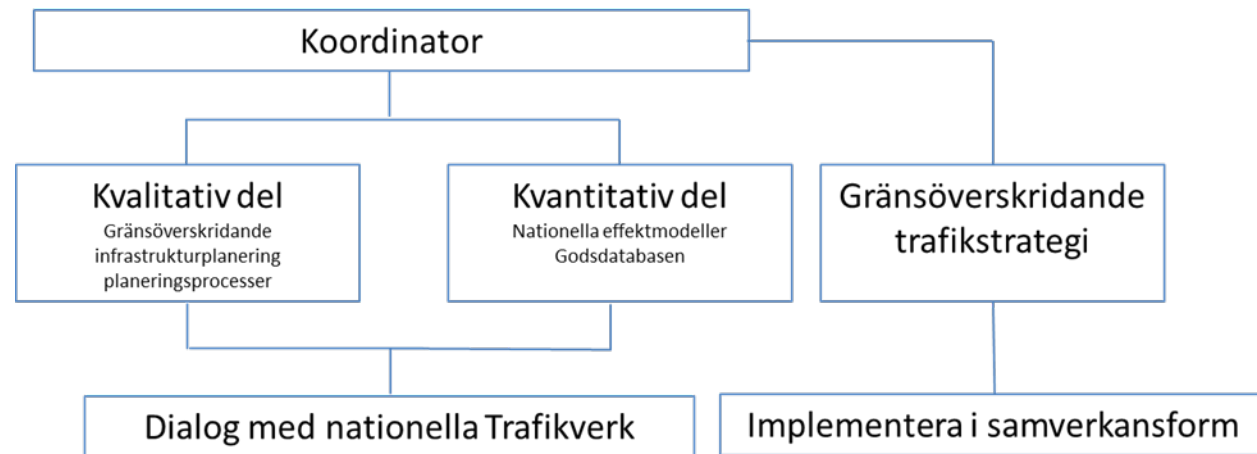 Koordinator
Kvalitativ del
Gränsöverskridande
infrastrukturplanering
planeringsprocesser
Kvantitativ del
Nationella effektmodeller
Godsdatabasen
Gränsöverskridande
trafikstrategi
Dialog med nationella Trafikverk
Implementera i samverkansform